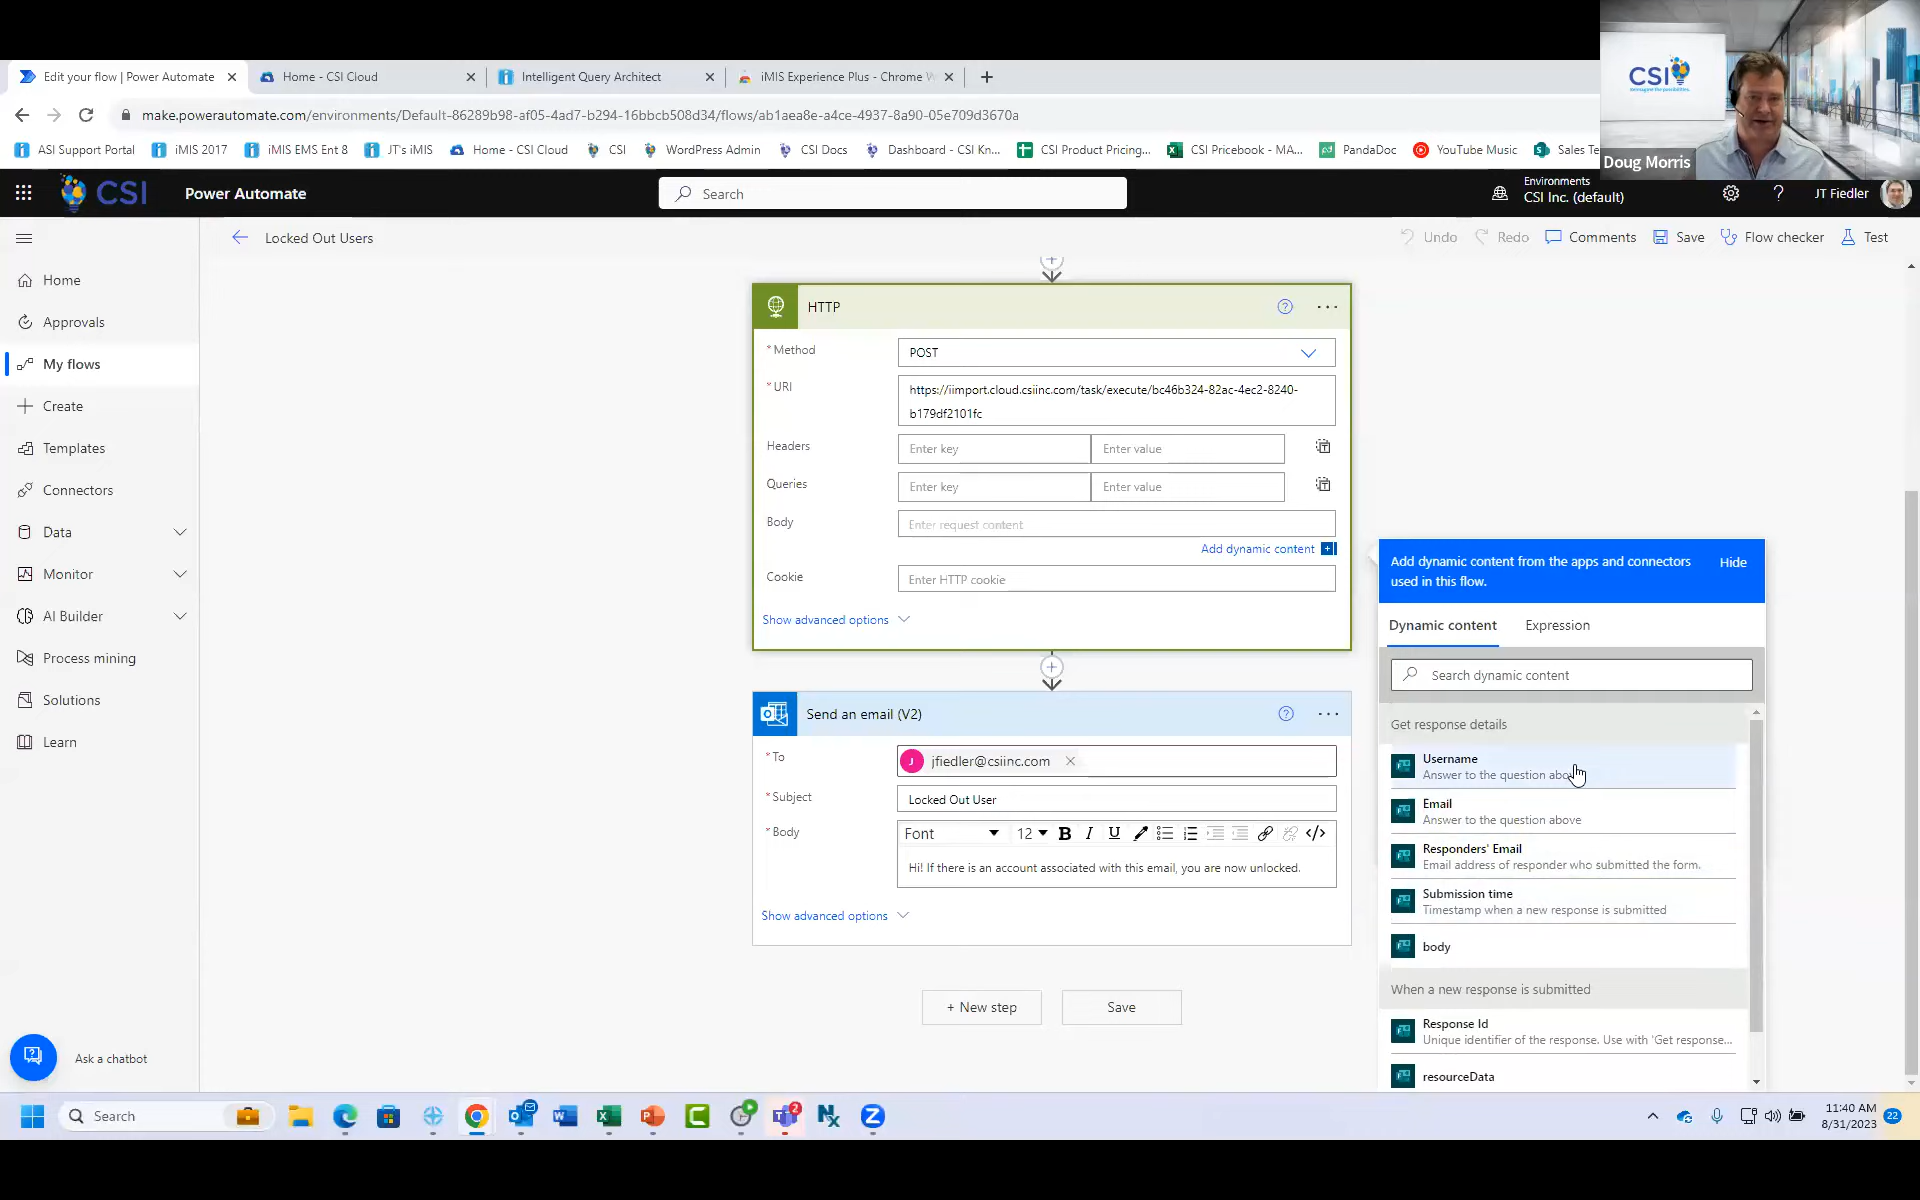 Edit your flow | Power Automate
Home - CSI Cloud
Intelligent Query Architect
iMIS Experience Plus - Chrome W
make.powerautomate.com/environments/Default-86289b98-af05-4ad7-b294-16bbcb508d34/flows/ab1aea8e-a4ce-4937-8a90-05e709d3670a
ASI Support Portal
iMIS 2017
iMIS EMS Ent 8
JT's iMIS
Home - CSI Cloud
CSI
WordPress Admin
CSI Docs
Dashboard - CSI Kn...
CSI Product Pricing...
CSI Pricebook - MA...
PandaDoc
YouTube Music
Sales Te
CSI
Doug Morris
CSI
Power Automate
Search
Environments
CSI Inc. (default)
?
JT Fiedler
Locked Out Users
Undo
Redo
Comments
Save
Flow checker
Test
Home
Approvals
My flows
Create
Templates
Connectors
Data
Monitor
AI Builder
Process mining
Solutions
Learn
Ask a chatbot
HTTP
* Method
POST
* URI
https://iimport.cloud.csiinc.com/task/execute/bc46b324-82ac-4ec2-8240-
b179df2101fc
Headers
Enter key
Enter value
Queries
Enter key
Enter value
Body
Enter request content
Add dynamic content
Cookie
Enter HTTP cookie
Show advanced options
Send an email (V2)
* To
J
jfiedler@csiinc.com
* Subject
Locked Out User
* Body
Font
12
B
I
U
</>
Hi! If there is an account associated with this email, you are now unlocked.
Show advanced options
+ New step
Save
Add dynamic content from the apps and connectors
used in this flow.
Hide
Dynamic content
Expression
Search dynamic content
Get response details
Username
Answer to the question
Email
Answer to the question above
Responders' Email
Email address of responder who submitted the form.
Submission time
Timestamp when a new response is submitted
body
When a new response is submitted
Response Id
Unique identifier of the response. Use with 'Get response...
resourceData
Search
2
11:40 AM
8/31/2023
22